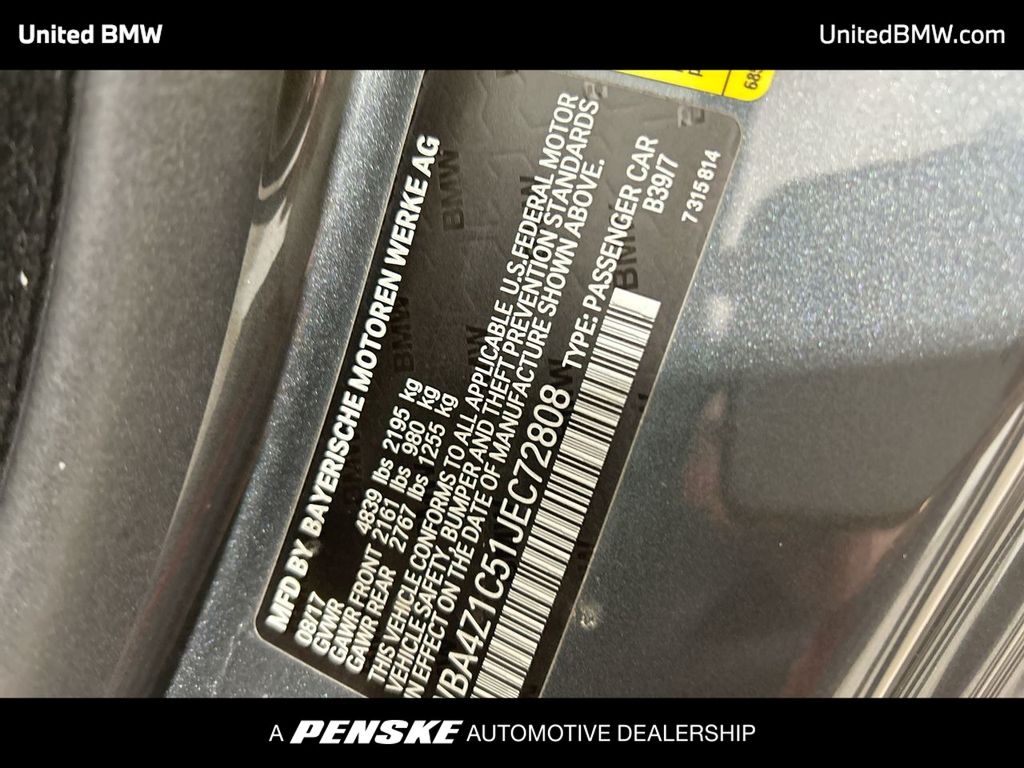 United BMW
UnitedBMW.com
MFD BY BAYERISCHE MOTOREN WERKE AG
08/17
GVWR 4839 lbs 2195 kg
GAWR FRONT 2161 lbs 980 kg
GAWR REAR 2767 lbs 1255 kg
THIS VEHICLE CONFORMS TO ALL APPLICABLE U.S. FEDERAL MOTOR
VEHICLE SAFETY, BUMPER AND THEFT PREVENTION STANDARDS
IN EFFECT ON THE DATE OF MANUFACTURE SHOWN ABOVE.
WBA4Z1C51JEC72808 TYPE: PASSENGER CAR
B39/7
7 315 814
A PENSKE AUTOMOTIVE DEALERSHIP